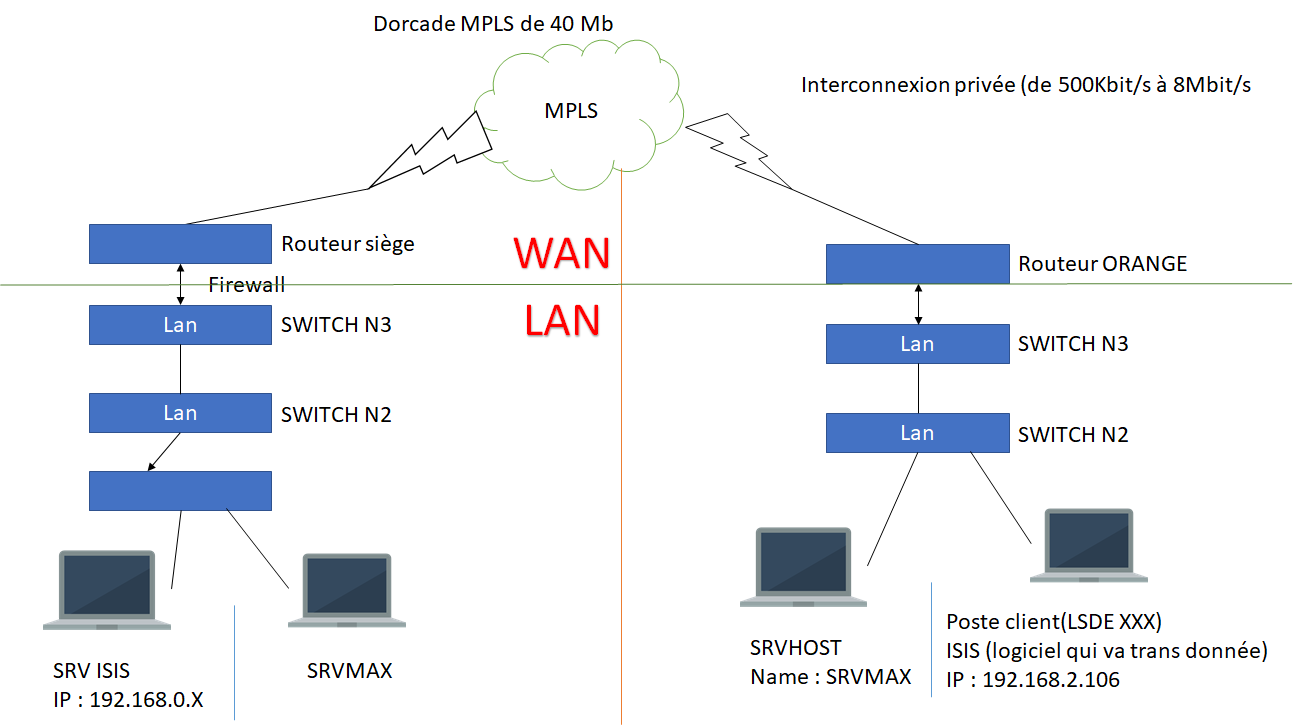 Dorcade MPLS de 40 Mb
MPLS
Interconnexion privée (de 500Kbit/s à 8Mbit/s
Routeur siège
WAN
Routeur ORANGE
Firewall
LAN
Lan
SWITCH N3
Lan
SWITCH N3
Lan
SWITCH N2
Lan
SWITCH N2
SRV ISIS
IP : 192.168.0.X
SRVMAX
SRVHOST
Name : SRVMAX
Poste client(LSDE XXX)
ISIS (logiciel qui va trans donnée)
IP : 192.168.2.106